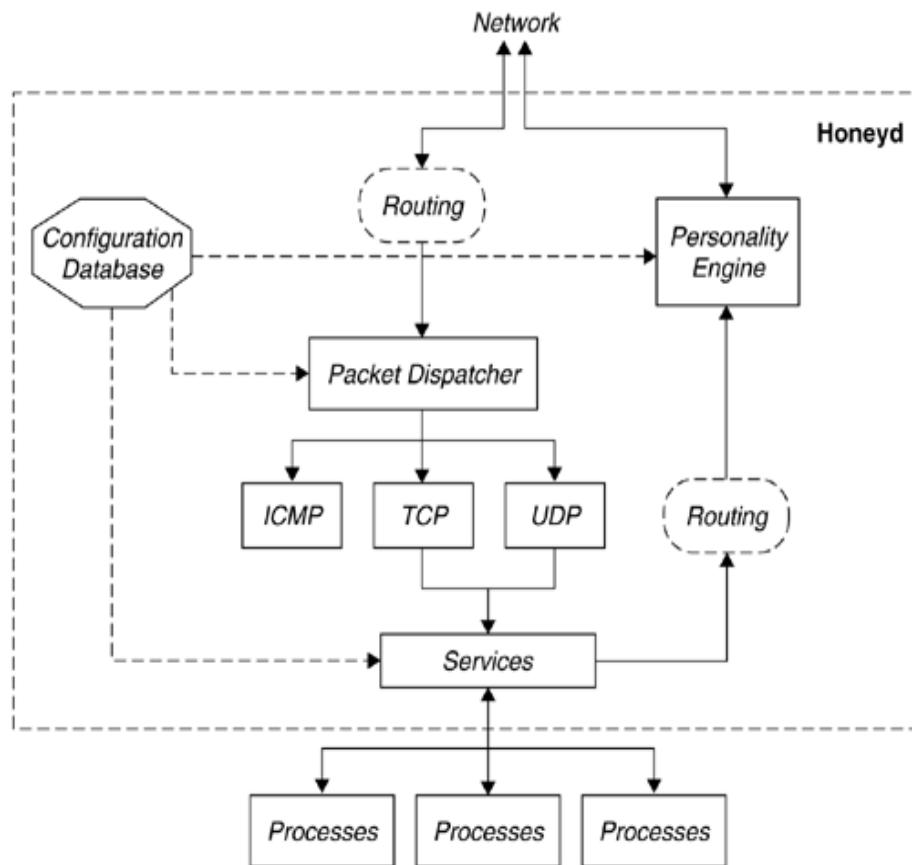 Network
Honeyd
Routing
Configuration
Database
Personality
Engine
Packet Dispatcher
ICMP
TCP
UDP
Routing
Services
Processes
Processes
Processes